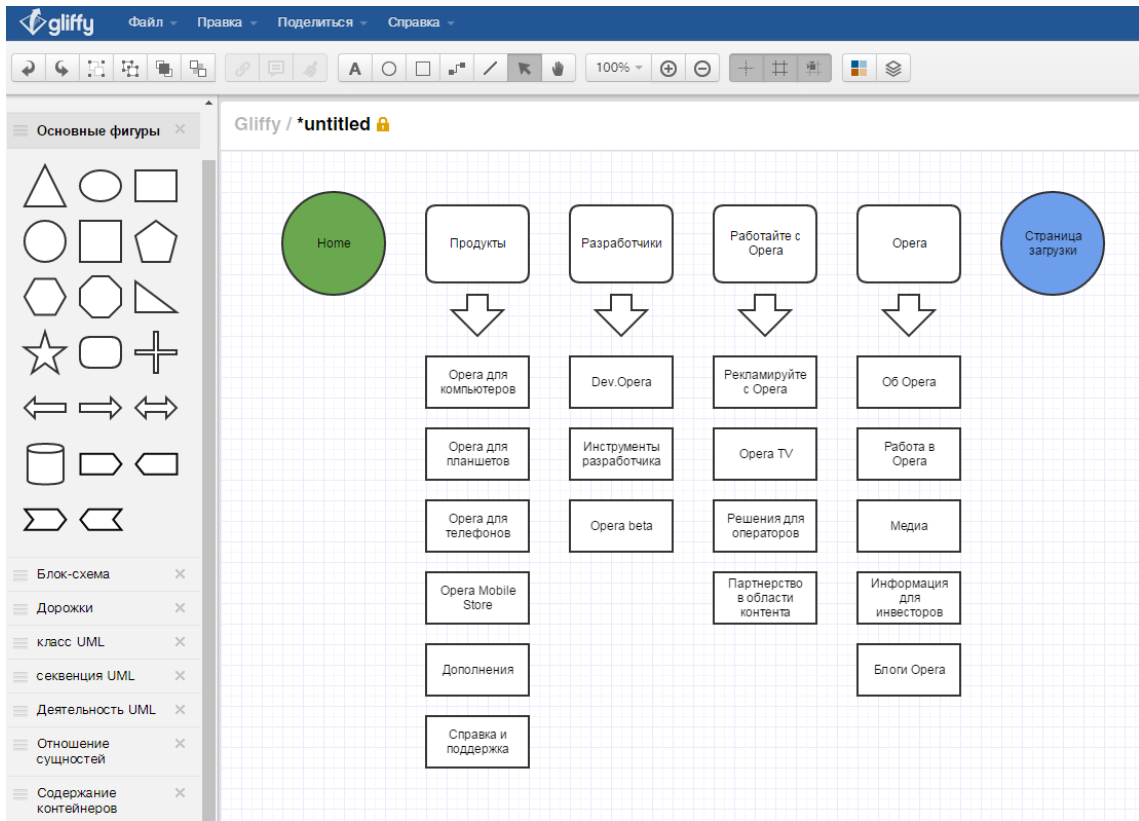 gliffy
Файл
Правка
Поделиться
Справка
A
100%
Основные фигуры
Gliffy / *untitled
Home
Продукты
Разработчики
Работайте с
Opera
Opera
Страница
загрузки
Opera для
компьютеров
Opera для
планшетов
Opera для
телефонов
Opera Mobile
Store
Дополнения
Справка и
поддержка
Dev.Opera
Инструменты
разработчика
Opera beta
Рекламируйте
с Opera
Opera TV
Решения для
операторов
Партнерство
в области
контента
Об Opera
Работа в
Opera
Медиа
Информация
для
инвесторов
Блоги Opera
Блок-схема
Дорожки
класс UML
секвенция UML
Деятельность UML
Отношение
сущностей
Содержание
контейнеров